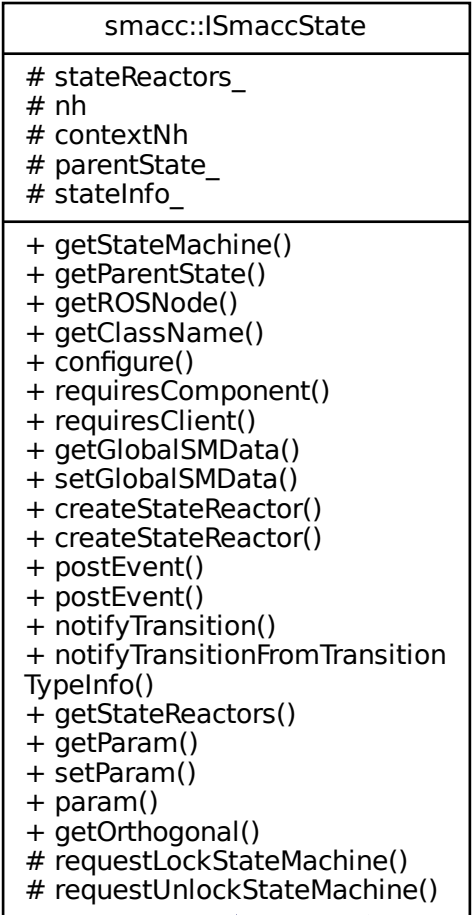 smacc::ISmaccState
# stateReactors_
# nh
# contextNh
# parentState_
# stateInfo_
+ getStateMachine()
+ getParentState()
+ getROSNode()
+ getClassName()
+ configure()
+ requiresComponent()
+ requiresClient()
+ getGlobalSMData()
+ setGlobalSMData()
+ createStateReactor()
+ createStateReactor()
+ postEvent()
+ postEvent()
+ notifyTransition()
+ notifyTransitionFromTransition
TypeInfo()
+ getStateReactors()
+ getParam()
+ setParam()
+ param()
+ getOrthogonal()
# requestLockStateMachine()
# requestUnlockStateMachine()